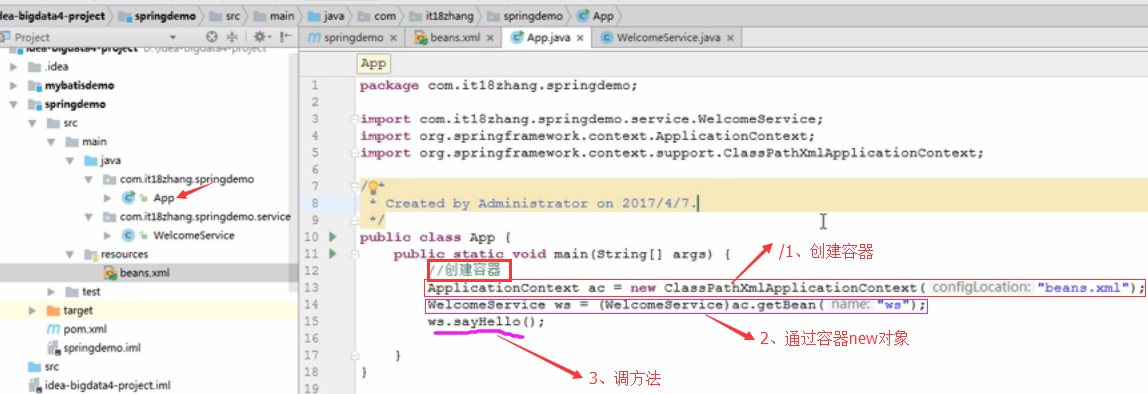 dea-bigdata4-project springdemo src main java com it18zhang springdemo App
Project
springdemo
beans.xml
App.java
WelcomeService.java
idea-bigdata4-project D:\idea-bigdata4-project
.idea
mybatisdemo
springdemo
src
main
java
com.it18zhang.springdemo
App
com.it18zhang.springdemo.service
WelcomeService
resources
beans.xml
test
target
pom.xml
springdemo.iml
src
idea-bigdata4-project.iml
App
1 package com.it18zhang.springdemo;
2
3 import com.it18zhang.springdemo.service.WelcomeService;
4 import org.springframework.context.ApplicationContext;
5 import org.springframework.context.support.ClassPathXmlApplicationContext;
6
7 /**
8 * Created by Administrator on 2017/4/7.
9 */
10 public class App {
11 public static void main(String[] args) {
12 //创建容器
13 ApplicationContext ac = new ClassPathXmlApplicationContext( configLocation: "beans.xml");
14 WelcomeService ws = (WelcomeService)ac.getBean( name: "ws");
15 ws.sayHello();
16
17 }
18 }
19
/1、创建容器
2、通过容器new对象
3、调方法